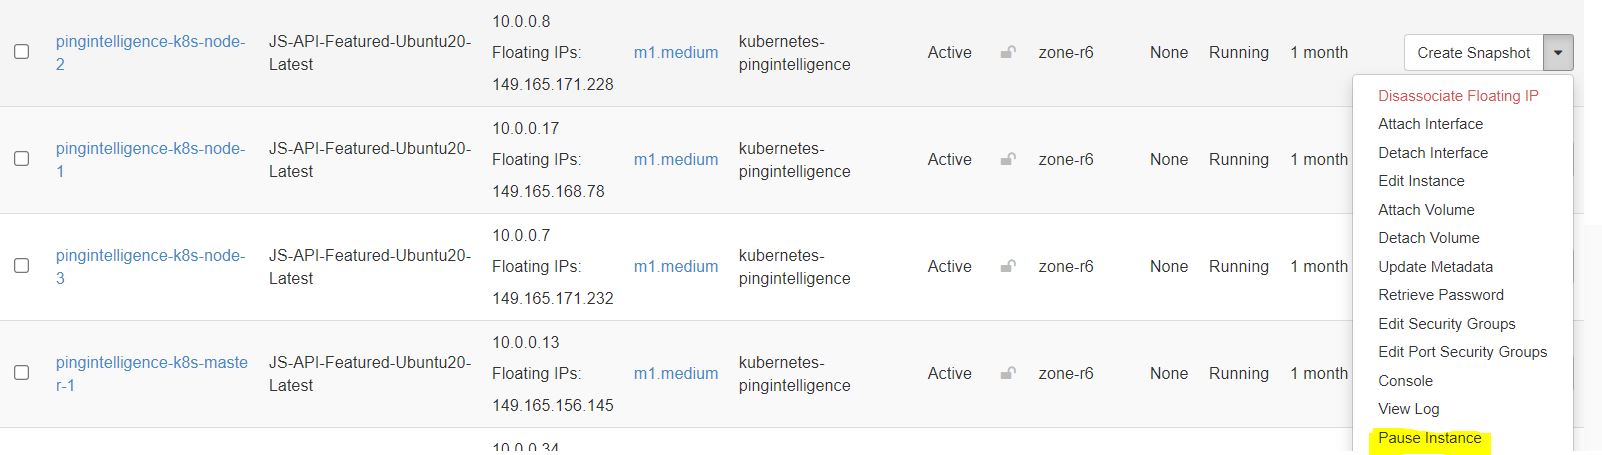 10.0.0.8
pingintelligence-k8s-node-
2
JS-API-Featured-Ubuntu20-
Latest
Floating IPs:
149.165.171.228
m1.medium
kubernetes-
pingintelligence
Active
zone-r6
None
Running
1 month
Create Snapshot
10.0.0.17
pingintelligence-k8s-node-
1
JS-API-Featured-Ubuntu20-
Latest
Floating IPs:
149.165.168.78
m1.medium
kubernetes-
pingintelligence
Active
zone-r6
None
Running
1 month
10.0.0.7
pingintelligence-k8s-node-
3
JS-API-Featured-Ubuntu20-
Latest
Floating IPs:
149.165.171.232
m1.medium
kubernetes-
pingintelligence
Active
zone-r6
None
Running
1 month
10.0.0.13
pingintelligence-k8s-maste
r-1
JS-API-Featured-Ubuntu20-
Latest
Floating IPs:
149.165.156.145
m1.medium
kubernetes-
pingintelligence
Active
zone-r6
None
Running
1 month
10.0.0.34
Disassociate Floating IP
Attach Interface
Detach Interface
Edit Instance
Attach Volume
Detach Volume
Update Metadata
Retrieve Password
Edit Security Groups
Edit Port Security Groups
Console
View Log
Pause Instance